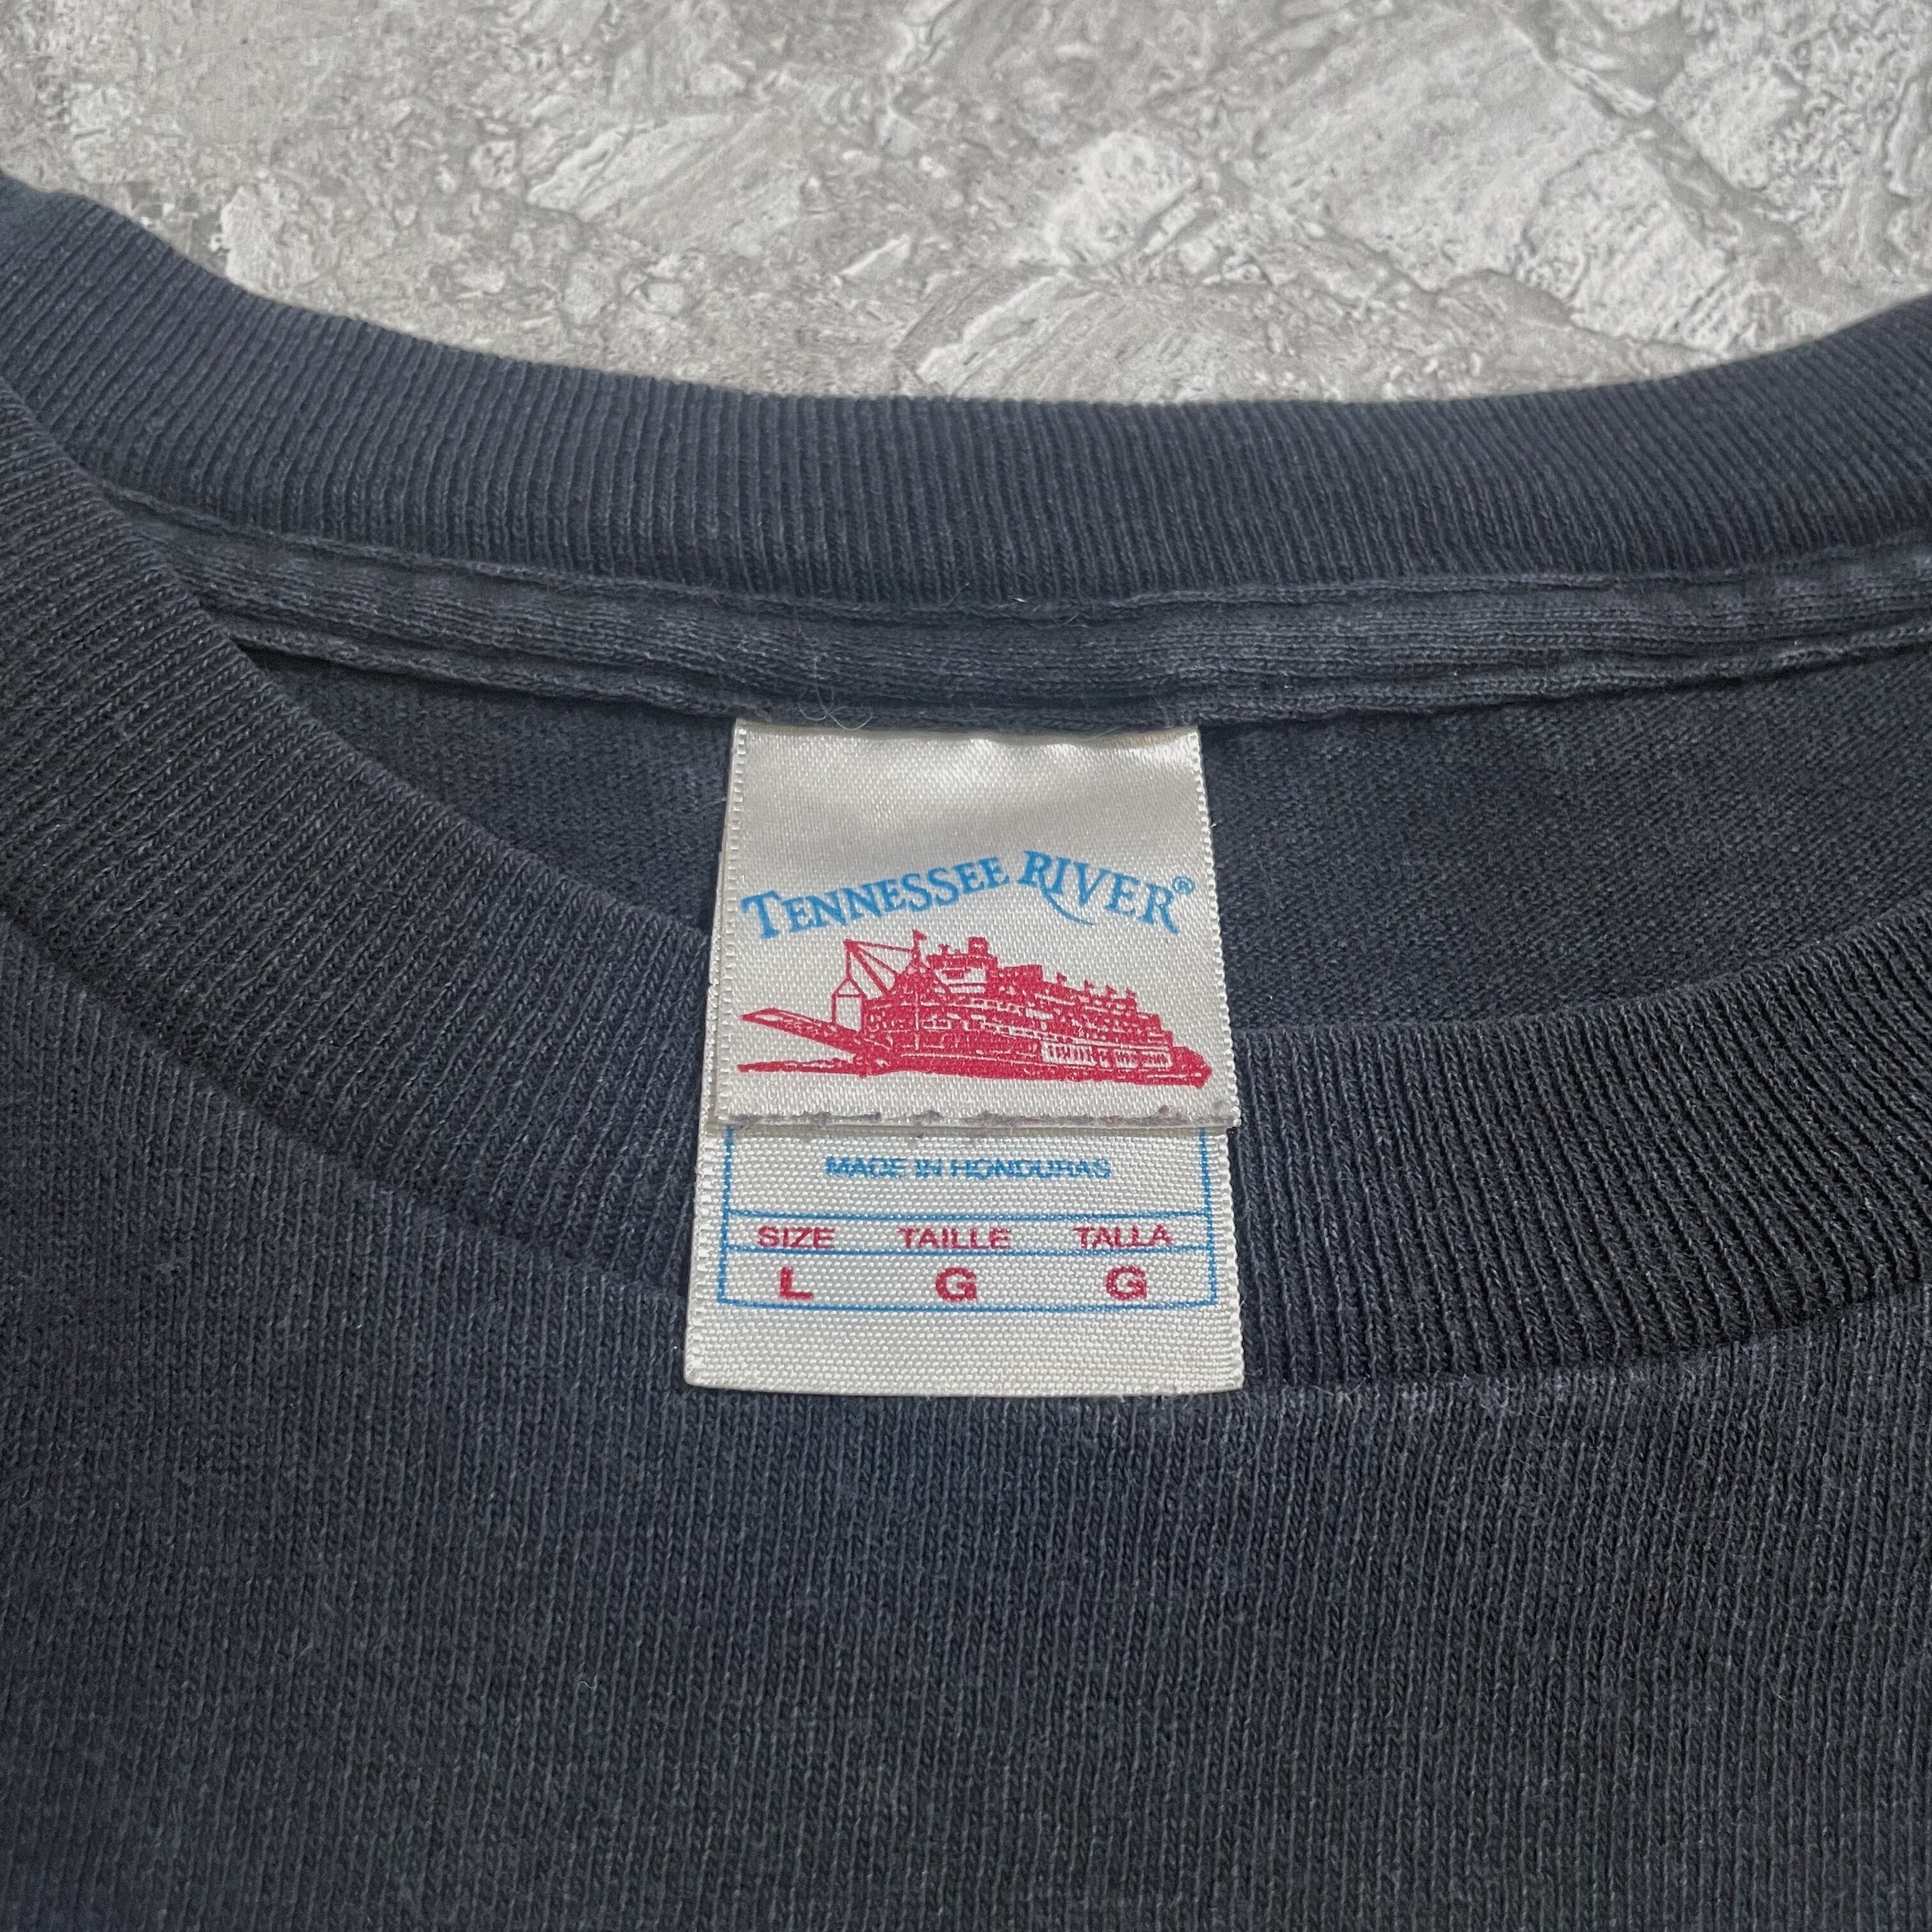 TENNESSEE RIVER®
MADE IN HONDURAS
SIZE TAILLE TALLA
L G G